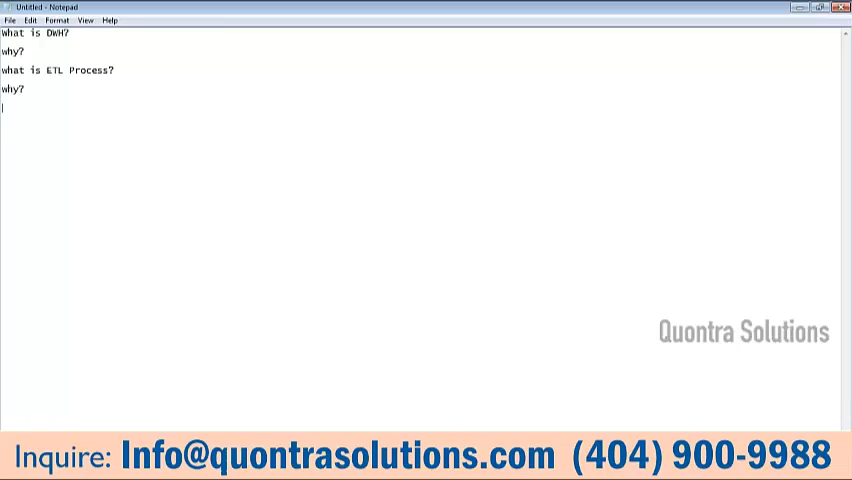 Untitled - Notepad
File Edit Format View Help
What is DWH?
why?
what is ETL Process?
why?
Quontra Solutions
Inquire: Info@quontrasolutions.com (404) 900-9988